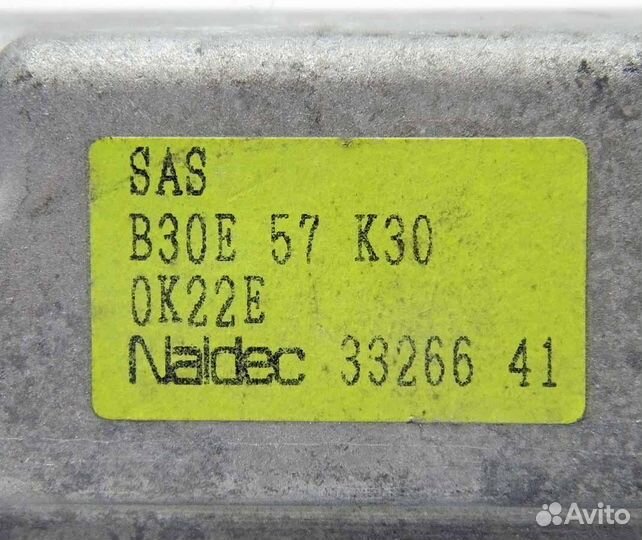 SAS
B30E 57 K30
0K22E
Naldec 33266 41
Avito